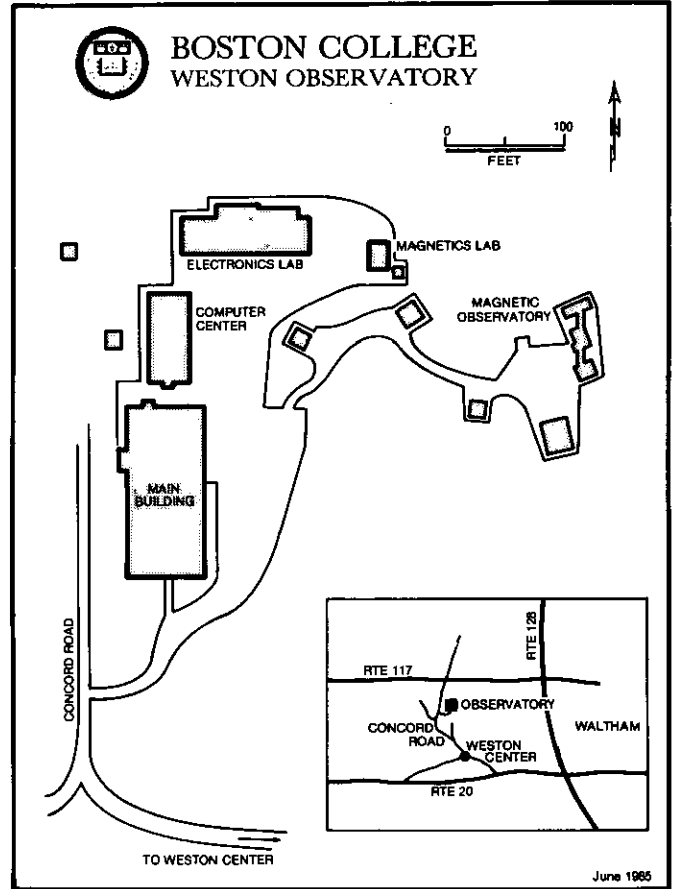 BOSTON COLLEGE
WESTON OBSERVATORY
0 100
FEET
N
ELECTRONICS LAB
MAGNETICS LAB
COMPUTER
CENTER
MAGNETIC
OBSERVATORY
MAIN
BUILDING
CONCORD ROAD
TO WESTON CENTER
RTE 128
RTE 117
OBSERVATORY
CONCORD
ROAD
WESTON
CENTER
WALTHAM
RTE 20
June 1985